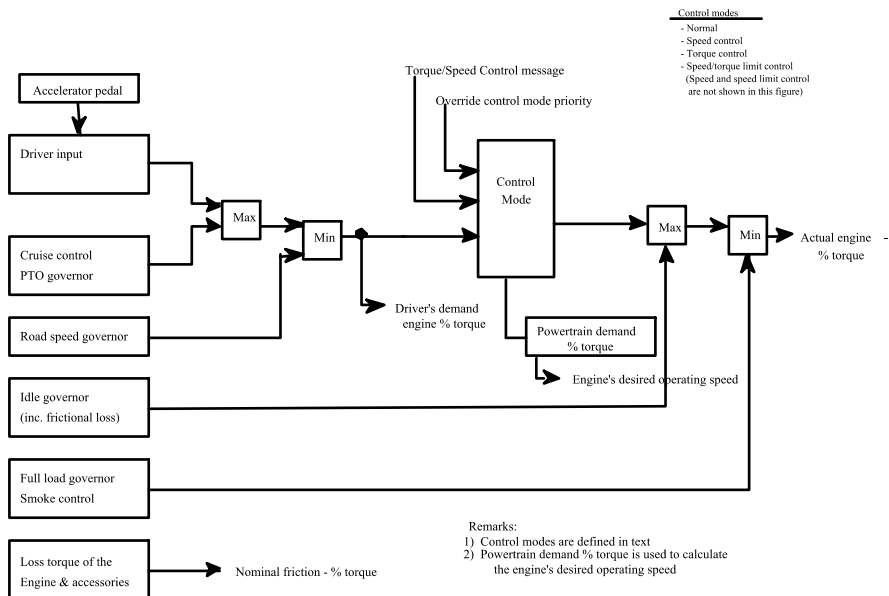 Control modes
- Normal
- Speed control
- Torque control
- Speed/torque limit control
(Speed and speed limit control
are not shown in this figure)
Torque/Speed Control message
Accelerator pedal
Override control mode priority
Driver input
Control
Mode
Max
Max
Min
Min
Actual engine
% torque
Cruise control
PTO governor
Driver's demand
engine % torque
Road speed governor
Powertrain demand
% torque
Engine's desired operating speed
Idle governor
(inc. frictional loss)
Full load governor
Smoke control
Remarks:
1) Control modes are defined in text
2) Powertrain demand % torque is used to calculate
the engine's desired operating speed
Loss torque of the
Engine & accessories
Nominal friction - % torque